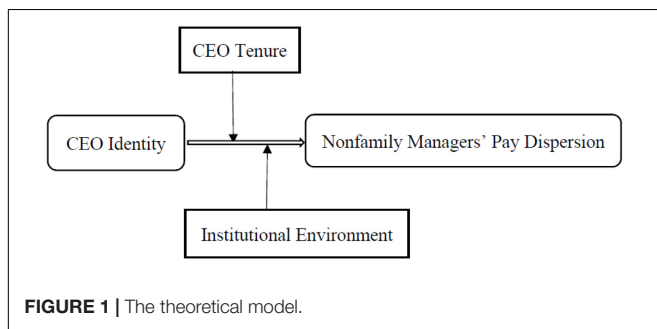 CEO Tenure
CEO Identity
Nonfamily Managers' Pay Dispersion
Institutional Environment
FIGURE 1 | The theoretical model.